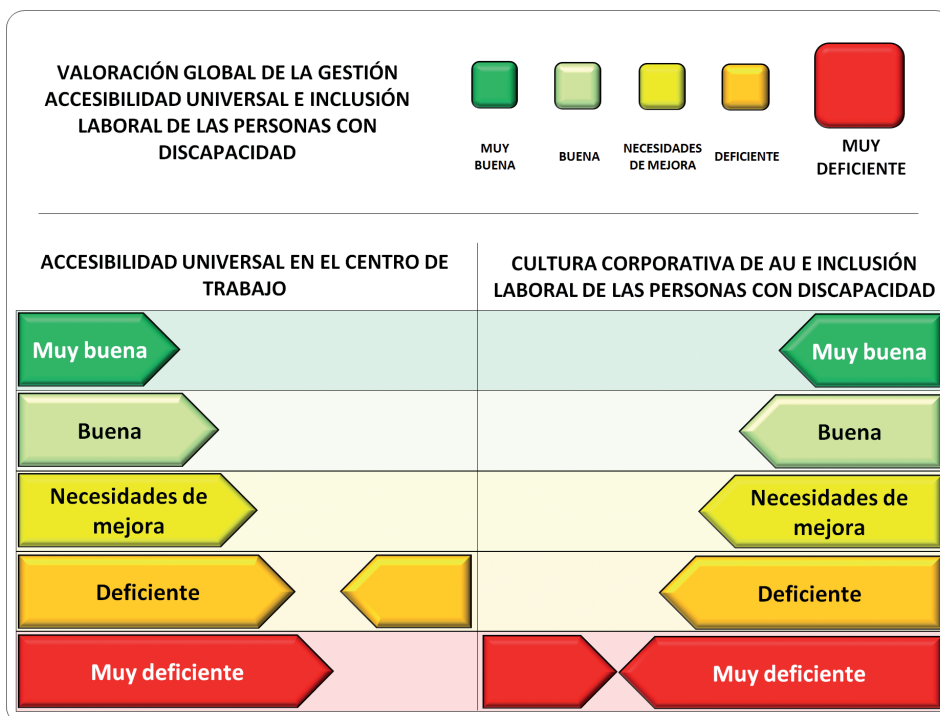 VALORACIÓN GLOBAL DE LA GESTIÓN
ACCESIBILIDAD UNIVERSAL E INCLUSIÓN
LABORAL DE LAS PERSONAS CON
DISCAPACIDAD
MUY
BUENA
BUENA
NECESIDADES
DE MEJORA
DEFICIENTE
MUY
DEFICIENTE
ACCESIBILIDAD UNIVERSAL EN EL CENTRO DE
TRABAJO
CULTURA CORPORATIVA DE AU E INCLUSIÓN
LABORAL DE LAS PERSONAS CON DISCAPACIDAD
Muy buena
Muy buena
Buena
Buena
Necesidades de
mejora
Necesidades de
mejora
Deficiente
Deficiente
Muy deficiente
Muy deficiente